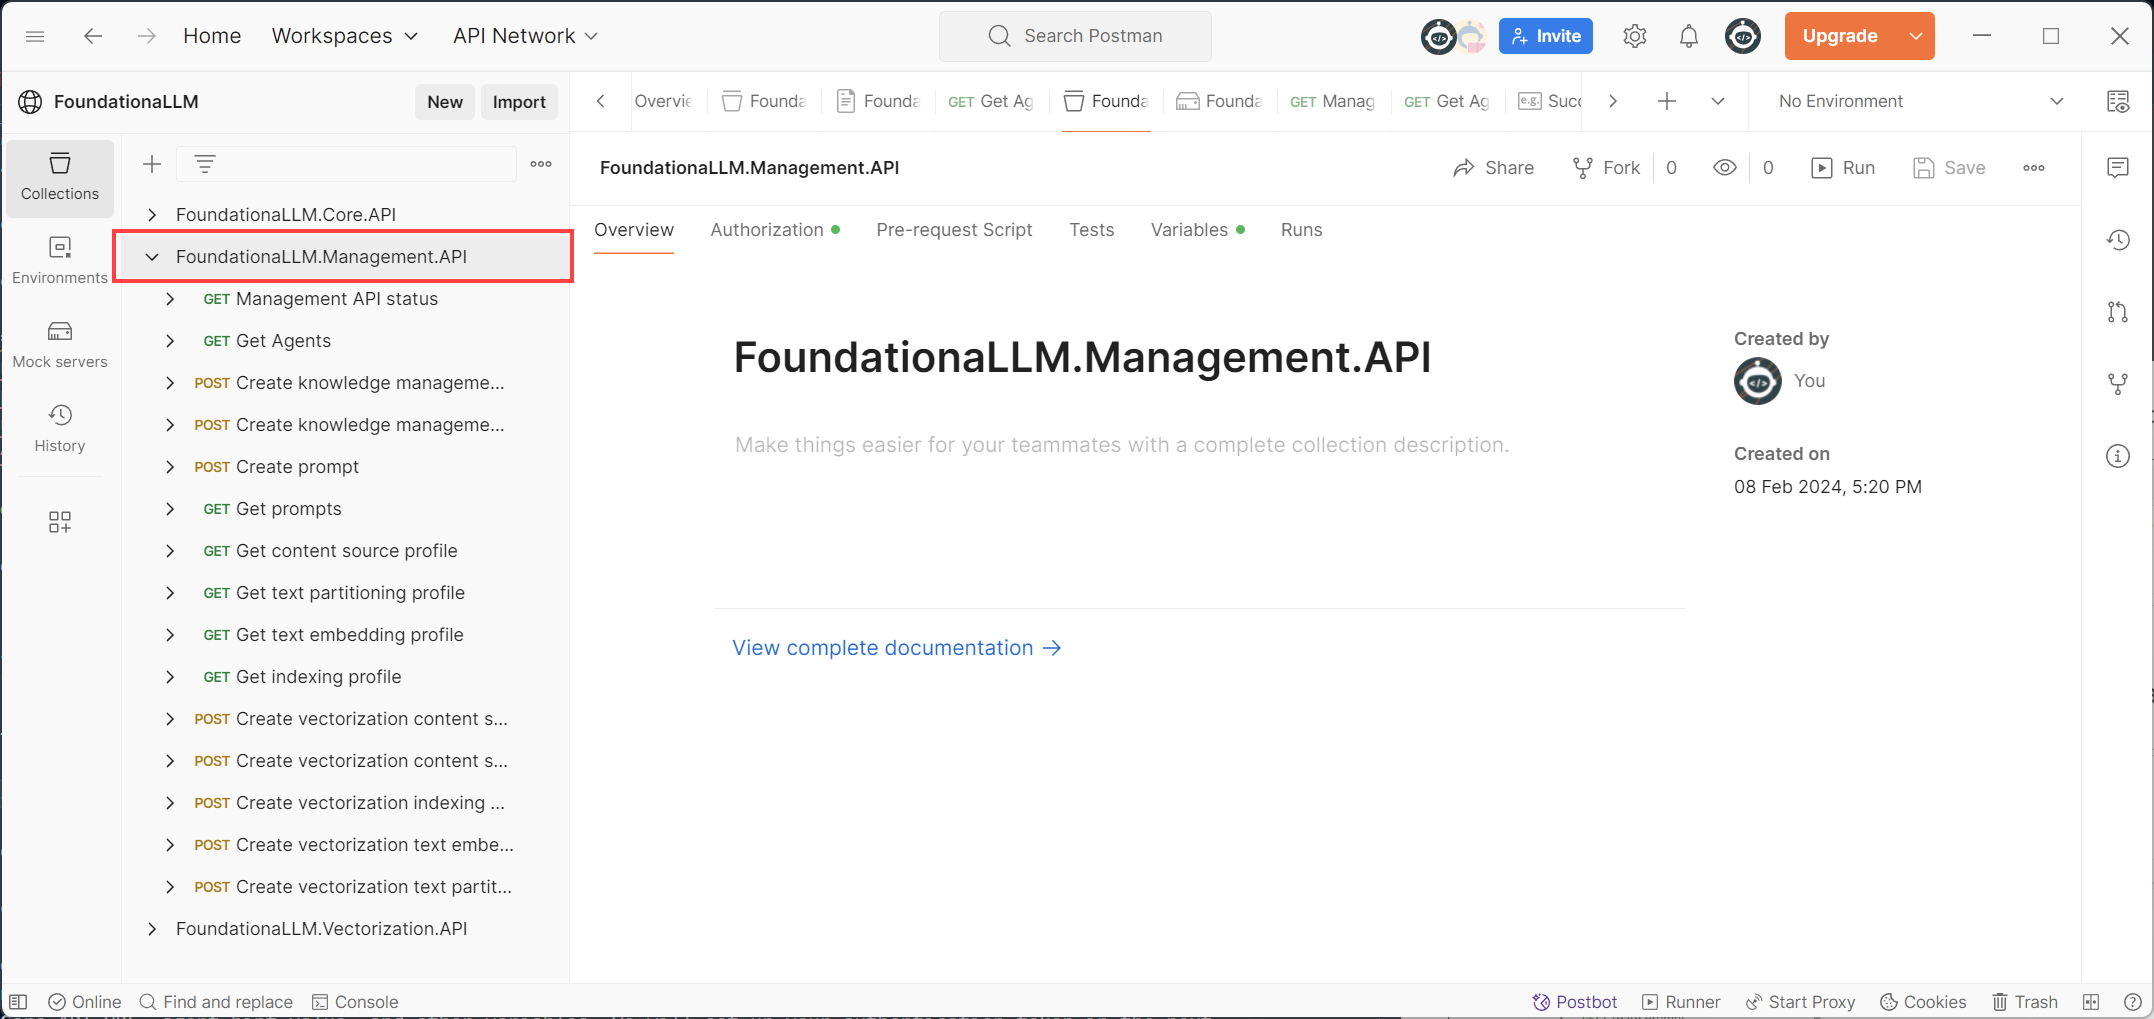 Home
Workspaces
API Network
Search Postman
Invite
Upgrade
FoundationaLLM
New
Import
Overvie
Founda
Founda
GET Get Ag
Founda
Founda
GET Manag
GET Get Ag
e.g. Succ
No Environment
Collections
Environments
Mock servers
History
FoundationaLLM.Core.API
FoundationaLLM.Management.API
GET Management API status
GET Get Agents
POST Create knowledge manageme...
POST Create knowledge manageme...
POST Create prompt
GET Get prompts
GET Get content source profile
GET Get text partitioning profile
GET Get text embedding profile
GET Get indexing profile
POST Create vectorization content s...
POST Create vectorization content s...
POST Create vectorization indexing ...
POST Create vectorization text embe...
POST Create vectorization text partit...
FoundationaLLM.Vectorization.API
FoundationaLLM.Management.API
Share
Fork
0
0
Run
Save
Overview
Authorization
Pre-request Script
Tests
Variables
Runs
FoundationaLLM.Management.API
Make things easier for your teammates with a complete collection description.
View complete documentation
Created by
You
Created on
08 Feb 2024, 5:20 PM
Online
Find and replace
Console
Postbot
Runner
Start Proxy
Cookies
Trash